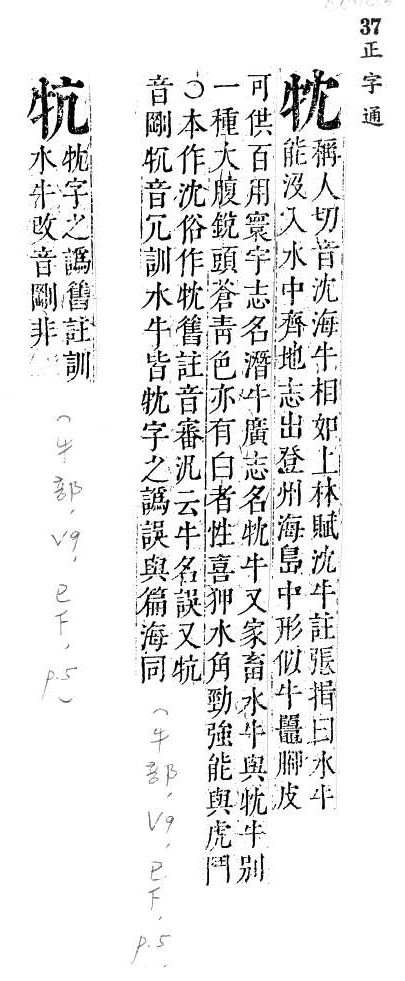 37 正字通
稱人切音沈海牛相如上林賦沈牛註張揖曰水牛
能沒入水中齊地志出登州海島中形似牛鼉腳皮
可供百用寰宇志名潛牛廣志名牛又家畜水牛與牛別
一種大腹銳頭蒼青色亦有白者性喜狎水角勁強能與虎鬥
○本作沈俗作舊註音審汎云牛名誤又牨
音剛音冗訓水牛皆字之譌誤與篇海同
(牛部, V9, 巳下, p.5)
牨
字之譌舊註訓
水牛改音剛非
(牛部, V9, 巳下, p.5)